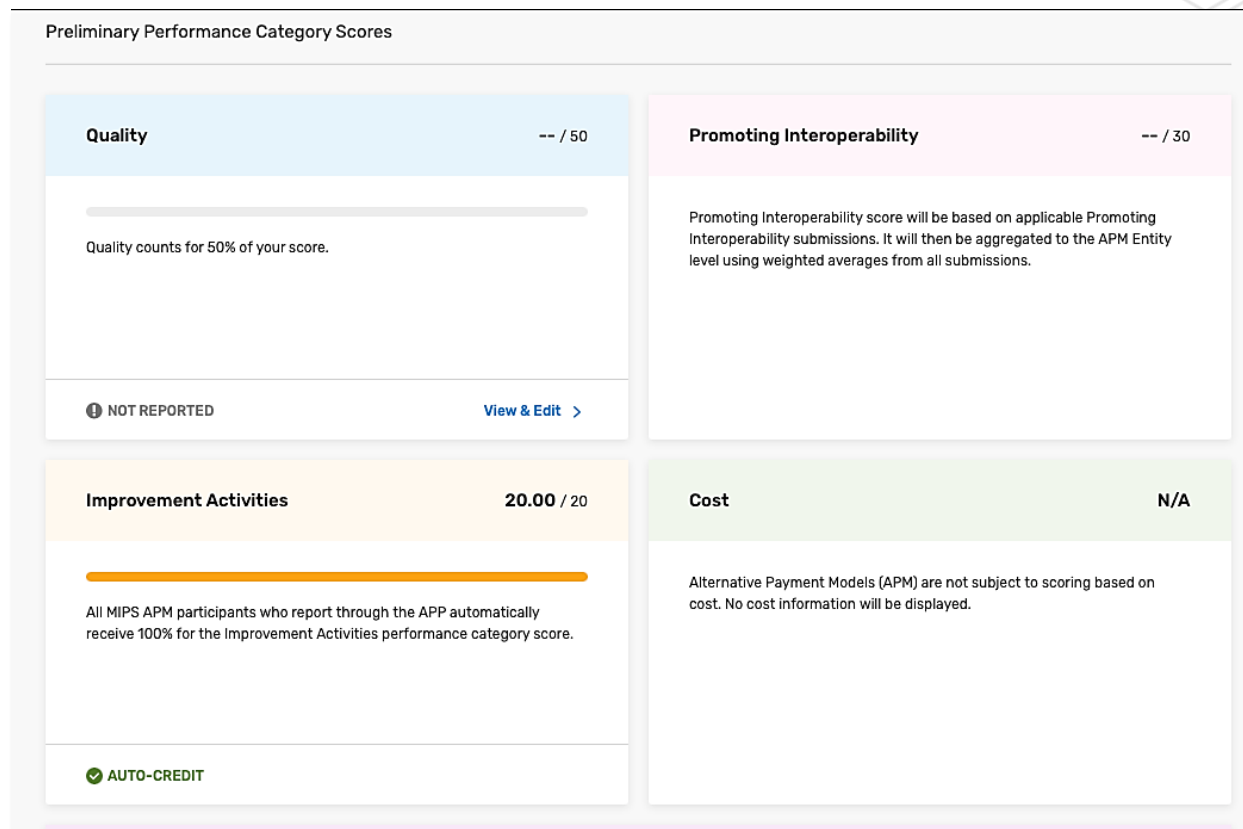 Preliminary Performance Category Scores
Quality
-- / 50
Quality counts for 50% of your score.
NOT REPORTED
View & Edit
Promoting Interoperability
-- / 30
Promoting Interoperability score will be based on applicable Promoting
Interoperability submissions. It will then be aggregated to the APM Entity
level using weighted averages from all submissions.
Improvement Activities
20.00 / 20
All MIPS APM participants who report through the APP automatically
receive 100% for the Improvement Activities performance category score.
AUTO-CREDIT
Cost
N/A
Alternative Payment Models (APM) are not subject to scoring based on
cost. No cost information will be displayed.